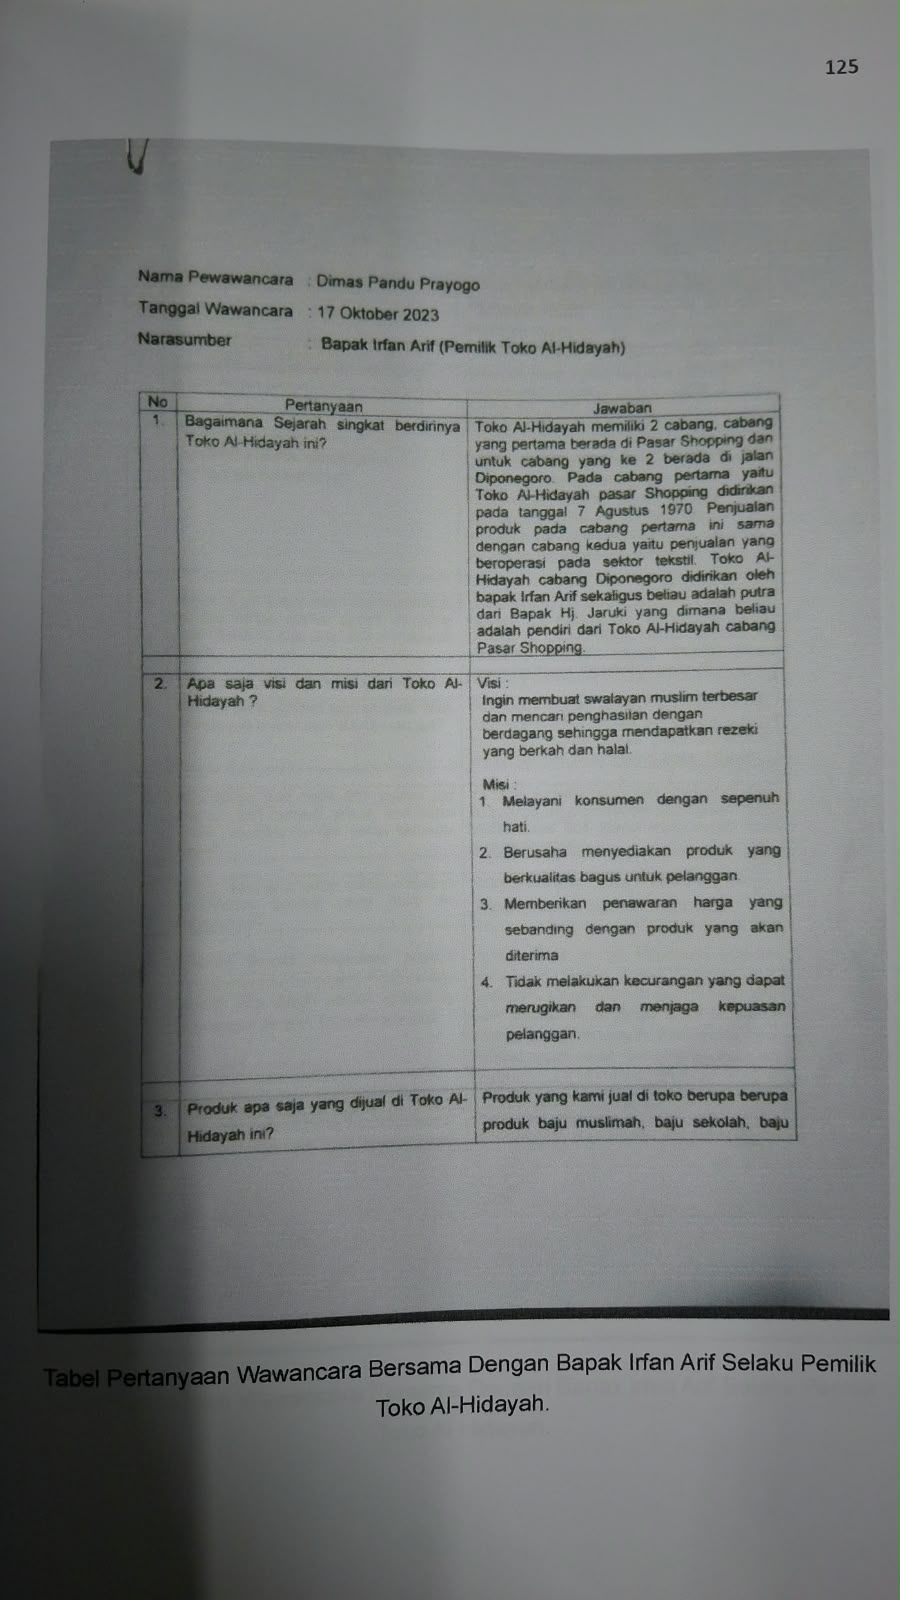 125
Nama Pewawancara : Dimas Pandu Prayogo
Tanggal Wawancara : 17 Oktober 2023
Narasumber : Bapak Irfan Arif (Pemilik Toko Al-Hidayah)
No Pertanyaan Jawaban
1. Bagaimana Sejarah singkat berdirinya
Toko Al-Hidayah ini?
Toko Al-Hidayah memiliki 2 cabang, cabang
yang pertama berada di Pasar Shopping dan
untuk cabang yang ke 2 berada di jalan
Diponegoro. Pada cabang pertama yaitu
Toko Al-Hidayah pasar Shopping didirikan
pada tanggal 7 Agustus 1970. Penjualan
produk pada cabang pertama ini sama
dengan cabang kedua yaitu penjualan yang
beroperasi pada sektor tekstil. Toko Al-
Hidayah cabang Diponegoro didirikan oleh
bapak Irfan Arif sekaligus beliau adalah putra
dari Bapak Hj. Jaruki yang dimana beliau
adalah pendiri dari Toko Al-Hidayah cabang
Pasar Shopping.
2. Apa saja visi dan misi dari Toko Al-
Hidayah ?
Visi :
Ingin membuat swalayan muslim terbesar
dan mencari penghasilan dengan
berdagang sehingga mendapatkan rezeki
yang berkah dan halal.
Misi :
1. Melayani konsumen dengan sepenuh
hati.
2. Berusaha menyediakan produk yang
berkualitas bagus untuk pelanggan.
3. Memberikan penawaran harga yang
sebanding dengan produk yang akan
diterima
4. Tidak melakukan kecurangan yang dapat
merugikan dan menjaga kepuasan
pelanggan.
3. Produk apa saja yang dijual di Toko Al-
Hidayah ini?
Produk yang kami jual di toko berupa berupa
produk baju muslimah, baju sekolah, baju
Tabel Pertanyaan Wawancara Bersama Dengan Bapak Irfan Arif Selaku Pemilik
Toko Al-Hidayah.